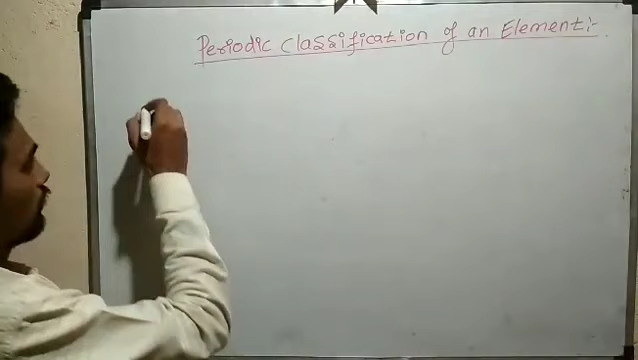 Periodic classification of an Element:-